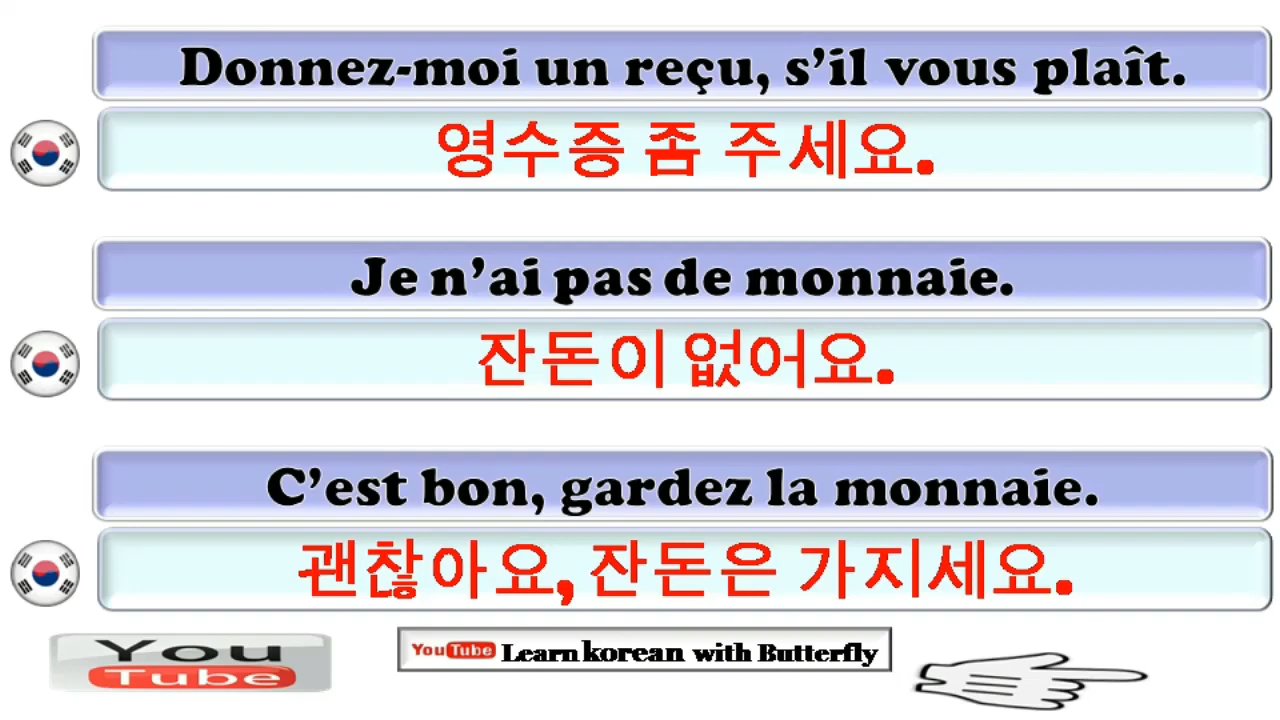 Donnez-moi un reçu, s’il vous plaît.
영수증 좀 주세요.
Je n’ai pas de monnaie.
잔돈이 없어요.
C’est bon, gardez la monnaie.
괜찮아요, 잔돈은 가지세요.
You
Tube
YouTube Learn korean with Butterfly